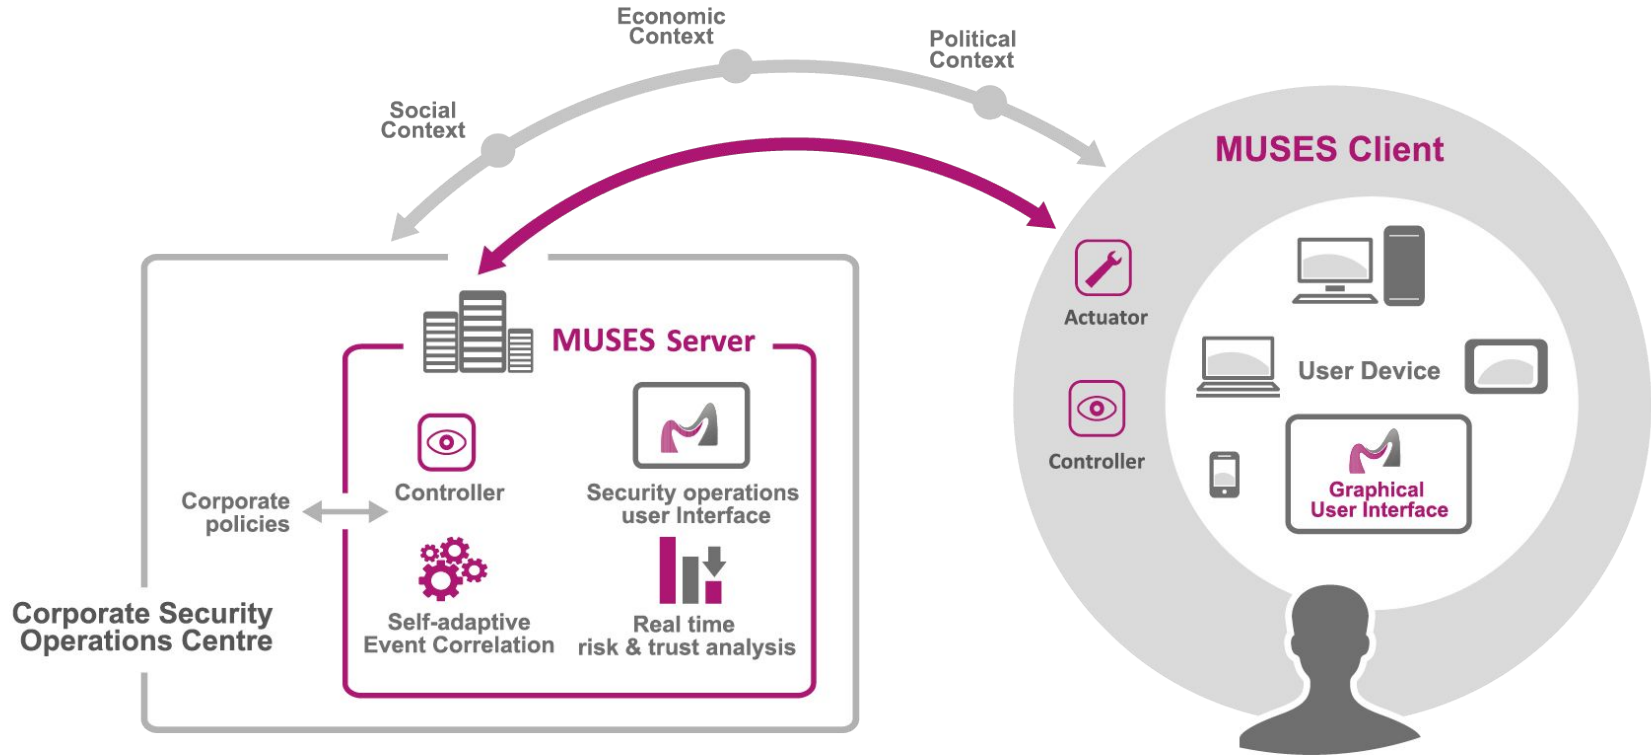 Economic
Context
Political
Context
Social
Context
MUSES Client
Actuator
Controller
User Device
Graphical
User Interface
MUSES Server
Controller
Security operations
user Interface
Corporate
policies
Self-adaptive
Event Correlation
Real time
risk & trust analysis
Corporate Security
Operations Centre